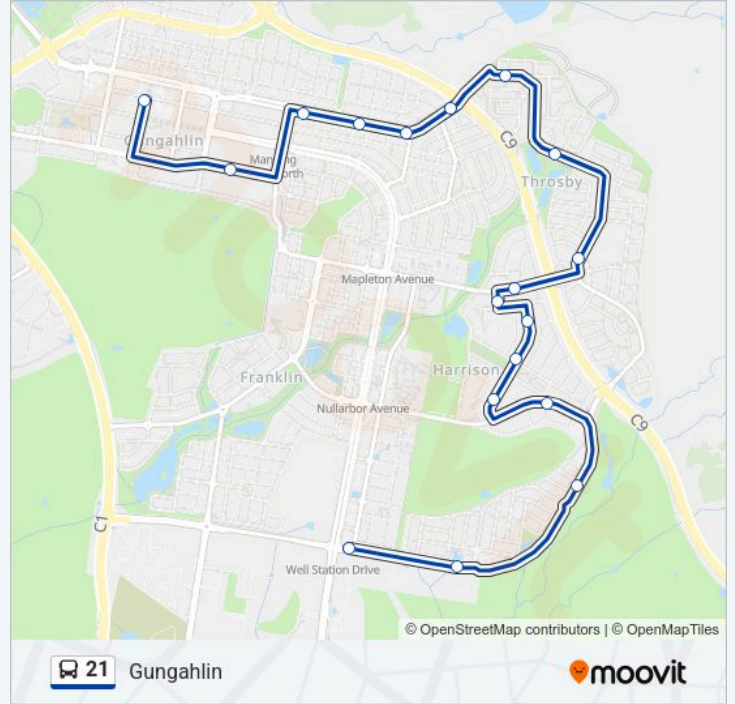 Gungahlin
Manning
orth
C9
Throsby
Mapleton Avenue
Harrison
Franklin
Nullarbor Avenue
C9
C1
Well Station Drive
© OpenStreetMap contributors | © OpenMapTiles
21 Gungahlin
moovit